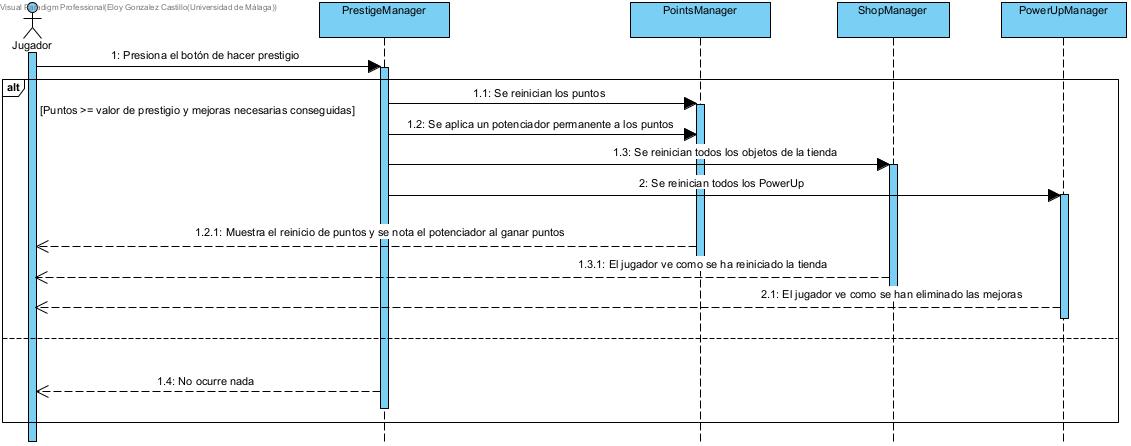 Visual Paradigm Professional(Eloy Gonzalez Castillo(Universidad de Málaga))
Jugador
PrestigeManager
PointsManager
ShopManager
PowerUpManager
1: Presiona el botón de hacer prestigio
alt
[Puntos >= valor de prestigio y mejoras necesarias conseguidas]
1.1: Se reinician los puntos
1.2: Se aplica un potenciador permanente a los puntos
1.3: Se reinician todos los objetos de la tienda
2: Se reinician todos los PowerUp
1.2.1: Muestra el reinicio de puntos y se nota el potenciador al ganar puntos
1.3.1: El jugador ve como se ha reiniciado la tienda
2.1: El jugador ve como se han eliminado las mejoras
1.4: No ocurre nada